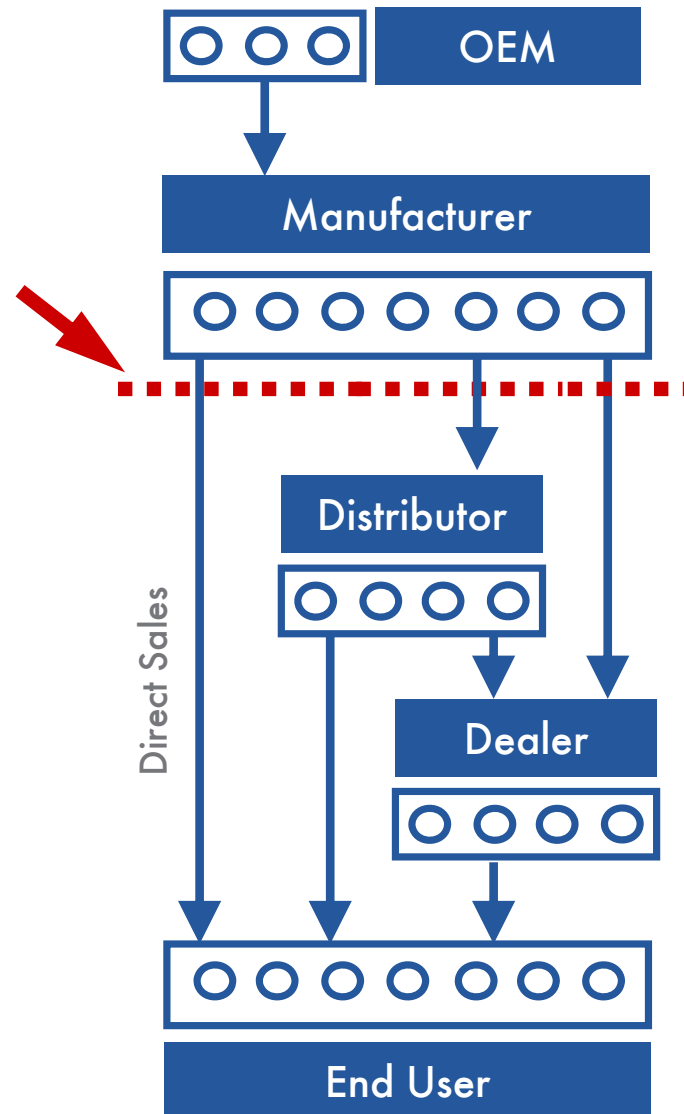 OEM
Manufacturer
Distributor
Direct Sales
Dealer
End User